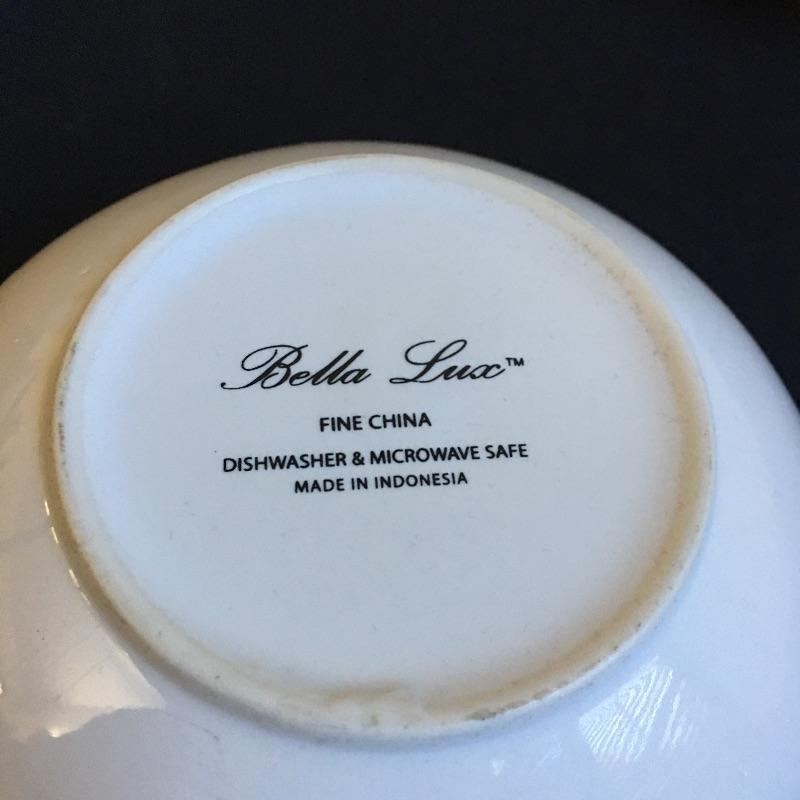 Bella Lux™
FINE CHINA
DISHWASHER & MICROWAVE SAFE
MADE IN INDONESIA